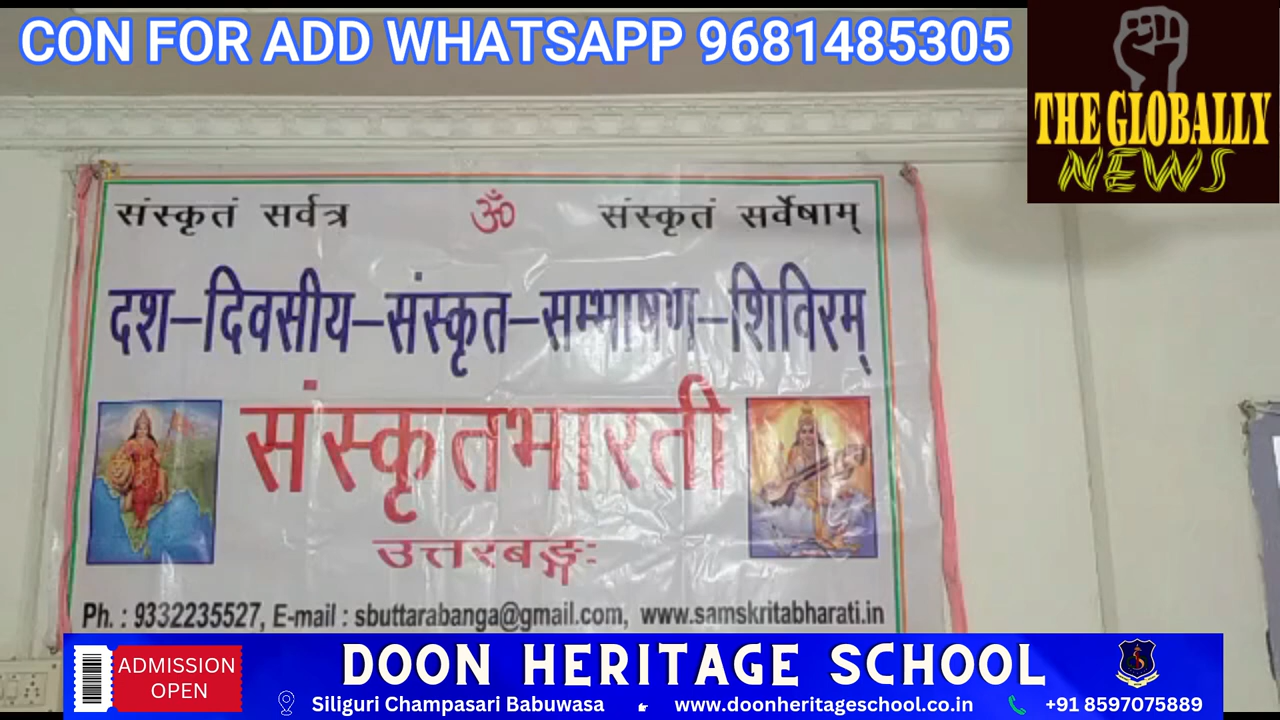 CON FOR ADD WHATSAPP 9681485305
THE GLOBALLY
NEWS
संस्कृतं सर्वत्र ॐ संस्कृतं सर्वेषाम्
दश–दिवसीय–संस्कृत–सम्भाषण–शिविरम्
संस्कृतभारती
उत्तरबङ्गः
Ph. : 9332235527, E-mail : sbuttarabanga@gmail.com, www.samskritabharati.in
ADMISSION
OPEN
DOON HERITAGE SCHOOL
Siliguri Champasari Babuwasa www.doonheritageschool.co.in +91 8597075889